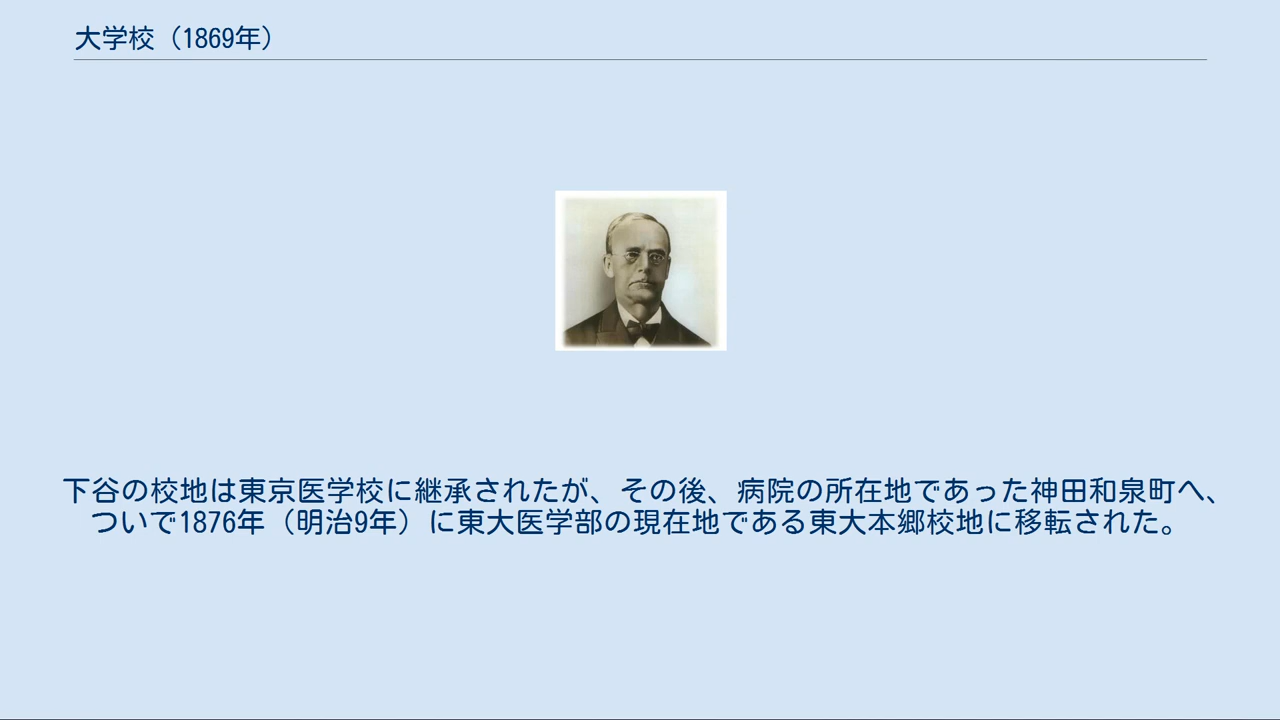 大学校（1869年）
下谷の校地は東京医学校に継承されたが、その後、病院の所在地であった神田和泉町へ、
ついで1876年（明治9年）に東大医学部の現在地である東大本郷校地に移転された。